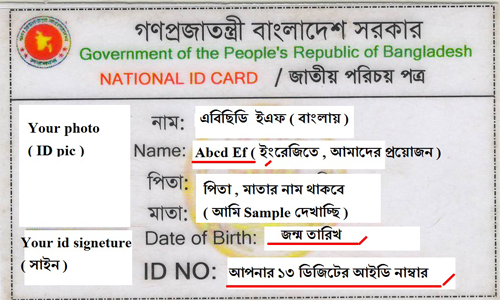 গণপ্রজাতন্ত্রী বাংলাদেশ সরকার
Government of the People's Republic of Bangladesh
NATIONAL ID CARD / জাতীয় পরিচয় পত্র
Your photo
( ID pic )
নাম: এবিছিডি ইএফ ( বাংলায় )
Name: Abcd Ef ( ইংরেজিতে , আমাদের প্রয়োজন )
পিতা: পিতা , মাতার নাম থাকবে
মাতা: ( আমি Sample দেখাচ্ছি )
Your id signeture
( সাইন )
Date of Birth: জন্ম তারিখ
ID NO: আপনার ১৩ ডিজিটের আইডি নাম্বার